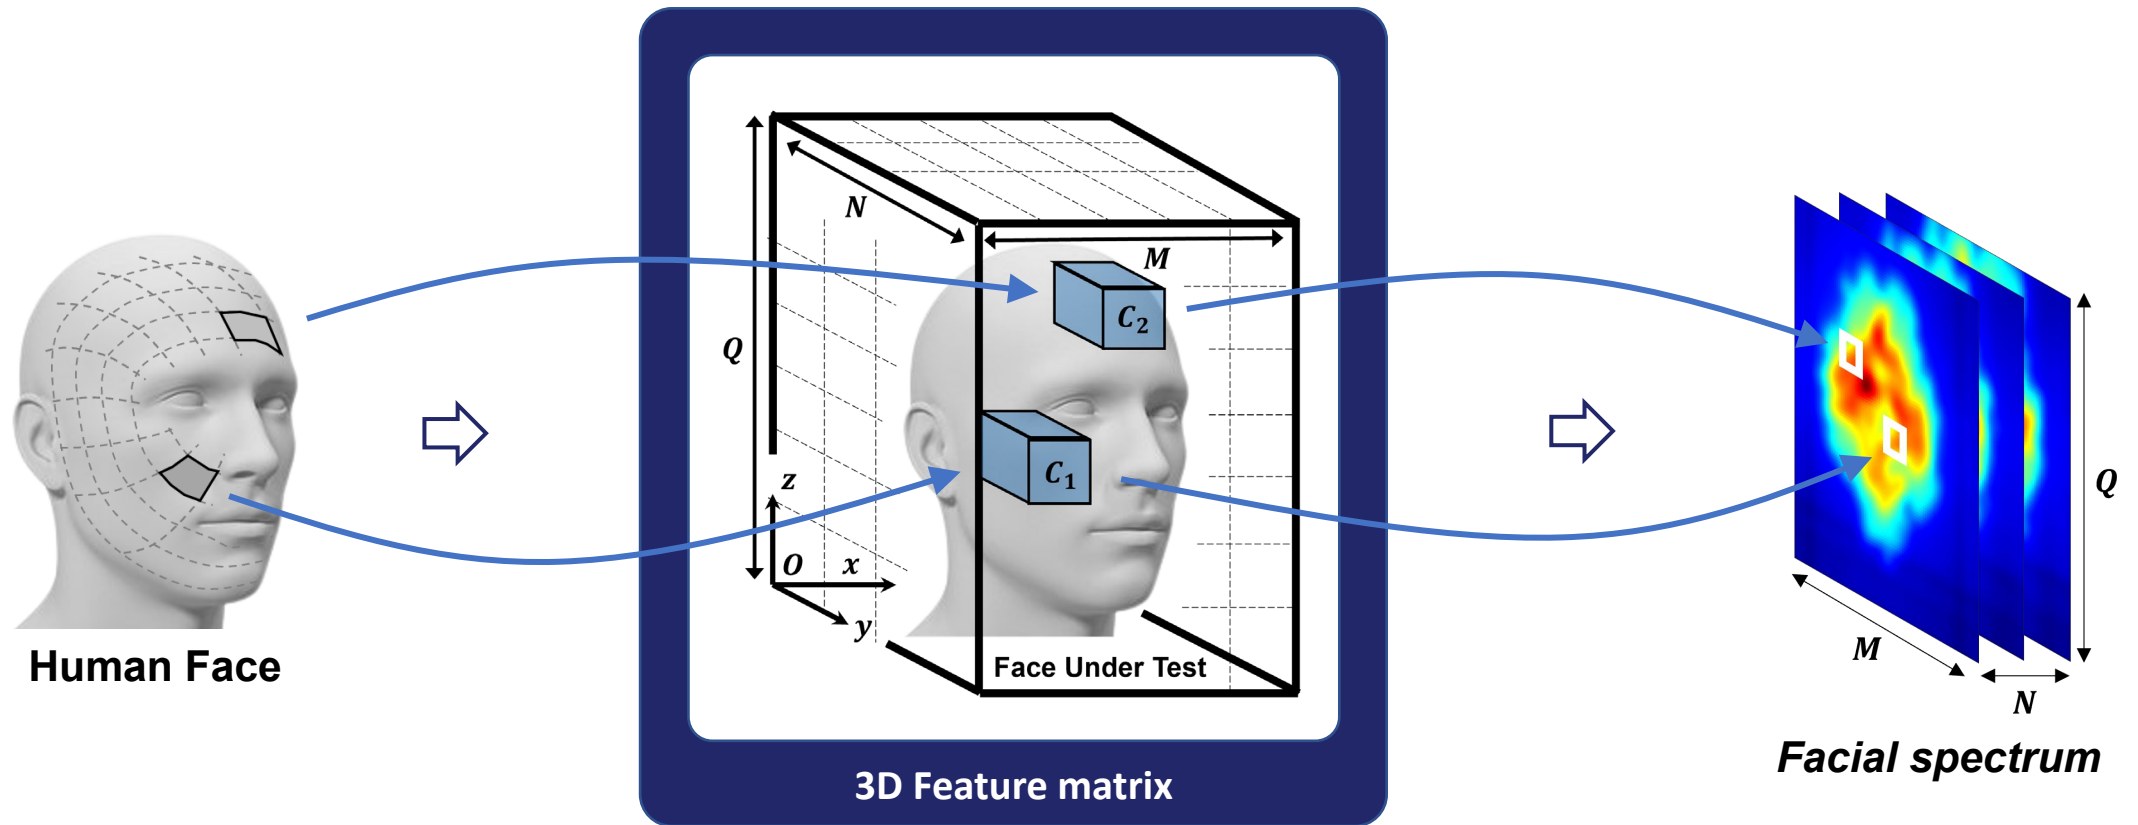 N
M
Q
C2
C1
z
O
x
y
Face Under Test
Human Face
3D Feature matrix
Q
M
N
Facial spectrum